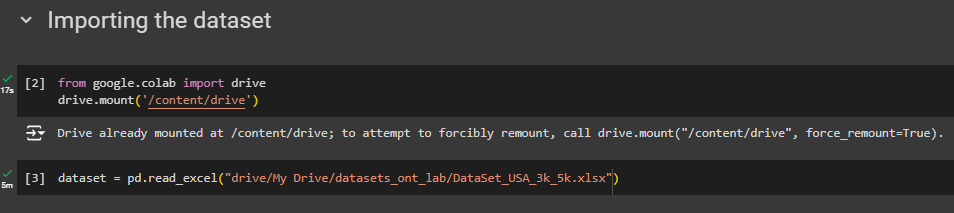 Importing the dataset
17s
[2] from google.colab import drive
drive.mount('/content/drive')
Drive already mounted at /content/drive; to attempt to forcibly remount, call drive.mount("/content/drive", force_remount=True).
5m
[3] dataset = pd.read_excel("drive/My Drive/datasets_ont_lab/DataSet_USA_3k_5k.xlsx")